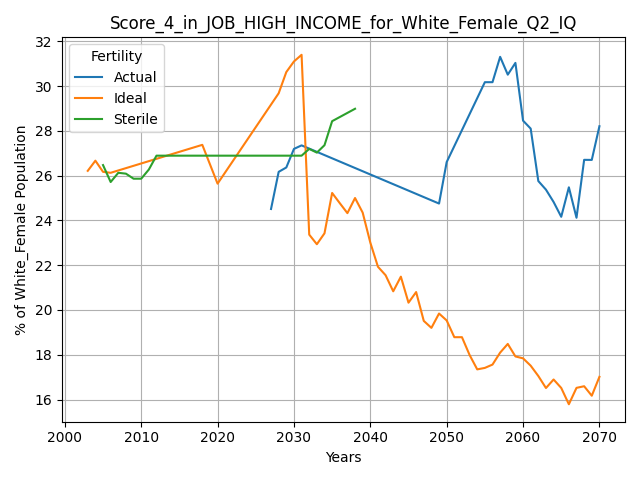 Score_4_in_JOB_HIGH_INCOME_for_White_Female_Q2_IQ
32
30
28
26
24
22
20
18
16
% of White_Female Population
Fertility
Actual
Ideal
Sterile
2000 2010 2020 2030 2040 2050 2060 2070
Years